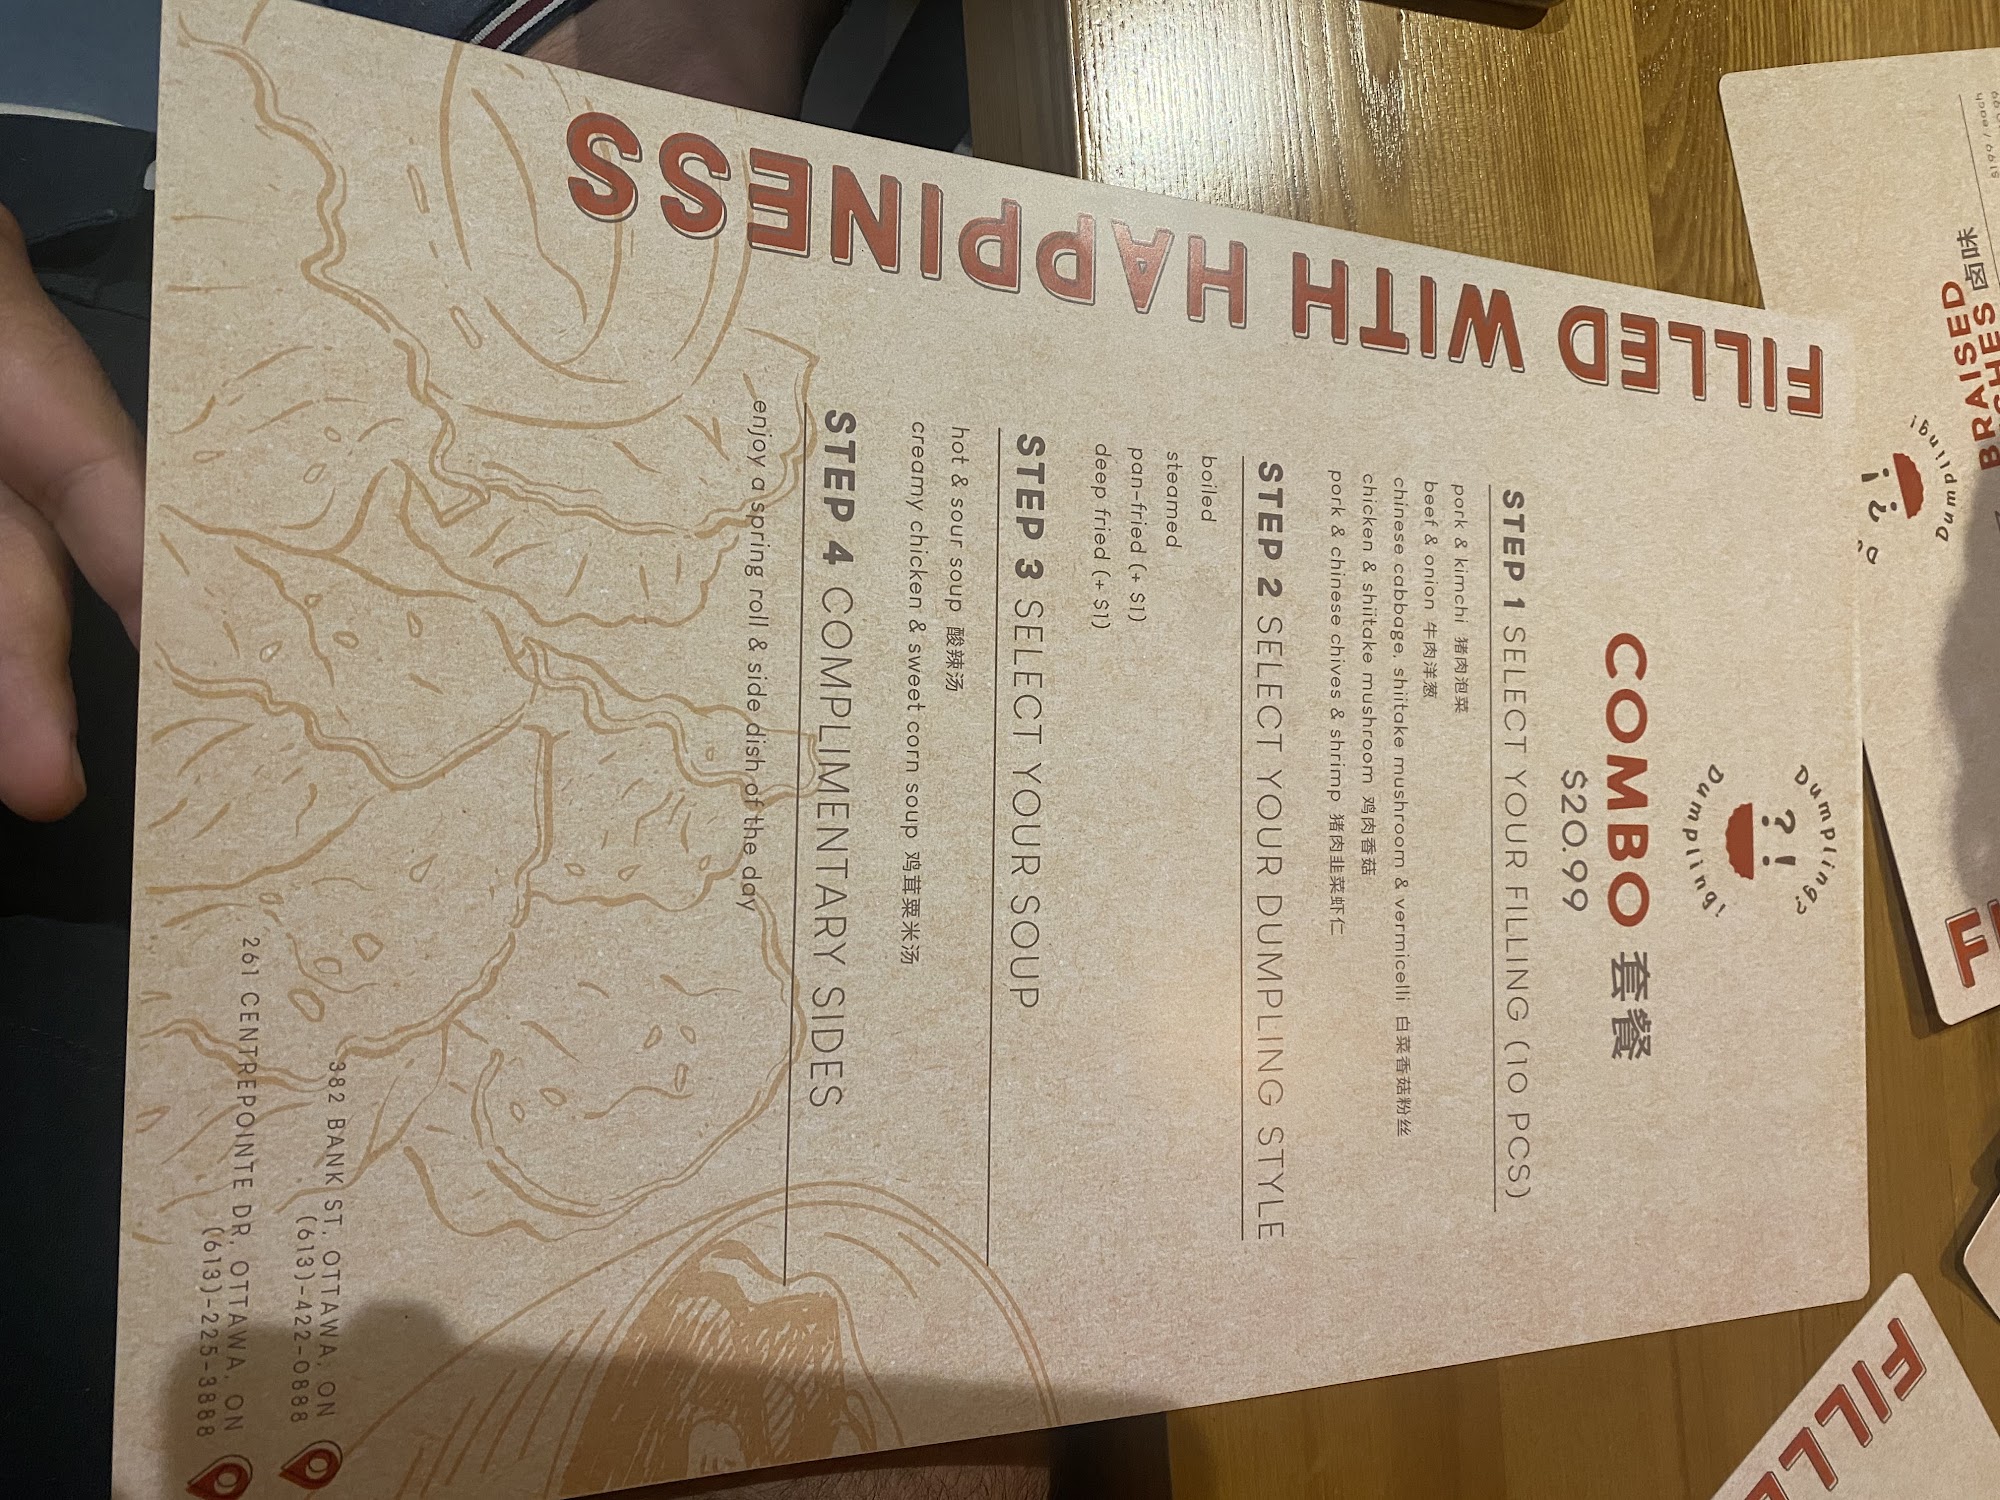 Dumpling?
?!
Dumpling!
COMBO 套餐
$20.99
STEP 1 SELECT YOUR FILLING (10 PCS)
pork & kimchi 猪肉泡菜
beef & onion 牛肉洋葱
chinese cabbage, shiitake mushroom & vermicelli 白菜香菇粉丝
chicken & shiitake mushroom 鸡肉香菇
pork & chinese chives & shrimp 猪肉韭菜虾仁
STEP 2 SELECT YOUR DUMPLING STYLE
boiled
steamed
pan-fried (+ $1)
deep fried (+ $1)
STEP 3 SELECT YOUR SOUP
hot & sour soup 酸辣汤
creamy chicken & sweet corn soup 鸡茸粟米汤
STEP 4 COMPLIMENTARY SIDES
enjoy a spring roll & side dish of the day
382 BANK ST, OTTAWA, ON
(613)-422-0888
261 CENTREPOINTE DR, OTTAWA, ON
(613)-225-3888
FILLED WITH HAPPINESS
BRAISED
卤味
Dumpling!
?!